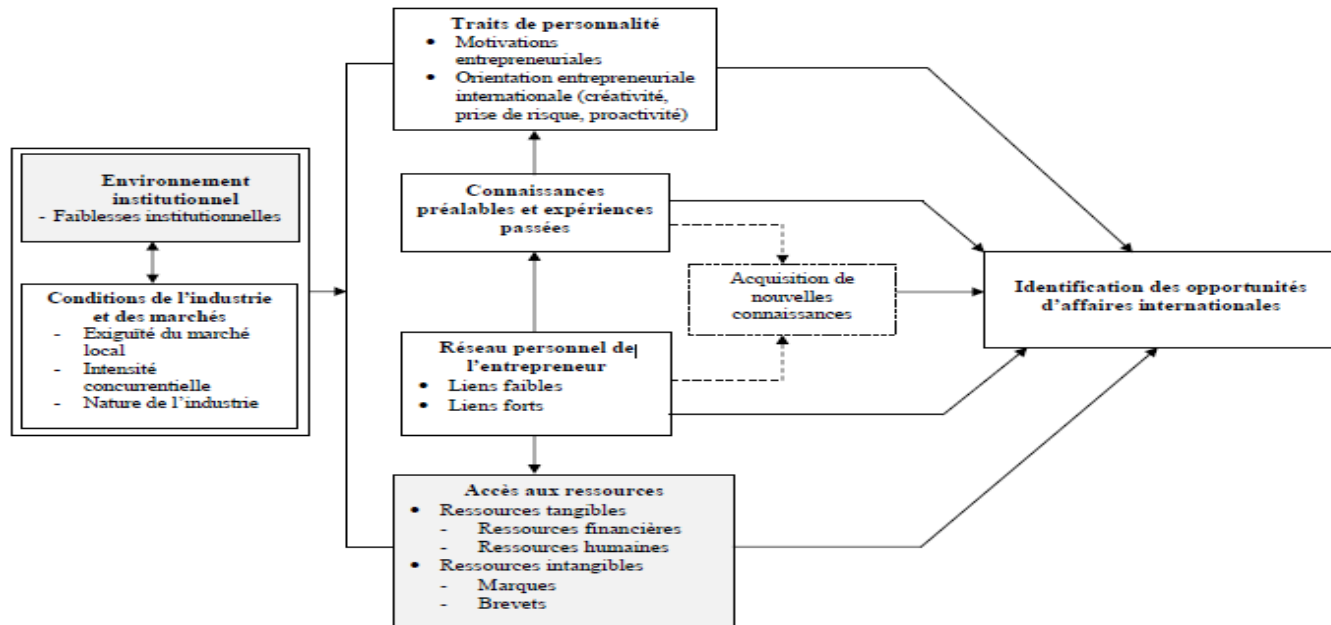 Traits de personnalité
• Motivations
entrepreneuriales
• Orientation entrepreneuriale
internationale (créativité,
prise de risque, proactivité)
Environnement
institutionnel
- Faiblesses institutionnelles
Conditions de l'industrie
et des marchés
- Exiguïté du marché
local
- Intensité
concurrentielle
- Nature de l'industrie
Connaissances
préalables et expériences
passées
Acquisition de
nouvelles
connaissances
Réseau personnel de
l'entrepreneur
• Liens faibles
• Liens forts
Accès aux ressources
• Ressources tangibles
- Ressources financières
- Ressources humaines
• Ressources intangibles
- Marques
- Brevets
Identification des opportunités
d'affaires internationales